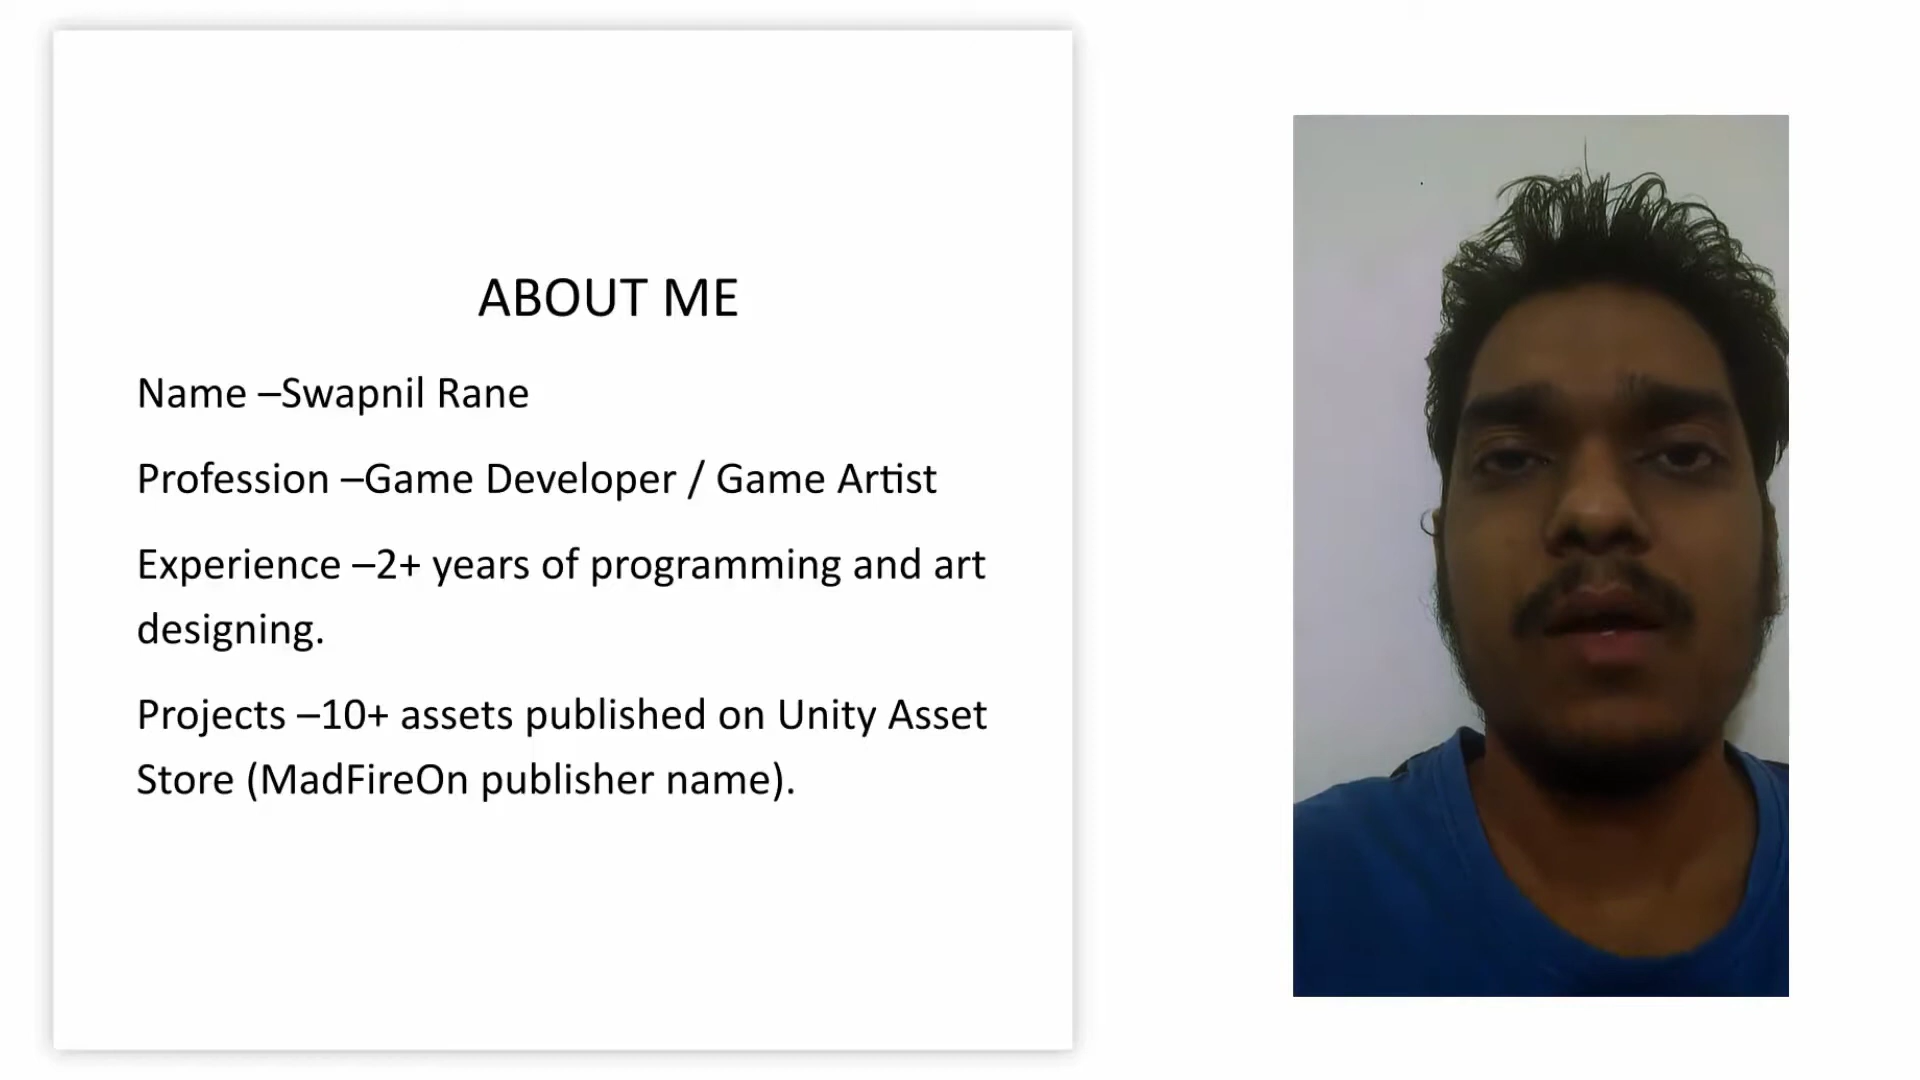 ABOUT ME
Name –Swapnil Rane
Profession –Game Developer / Game Artist
Experience –2+ years of programming and art
designing.
Projects –10+ assets published on Unity Asset
Store (MadFireOn publisher name).